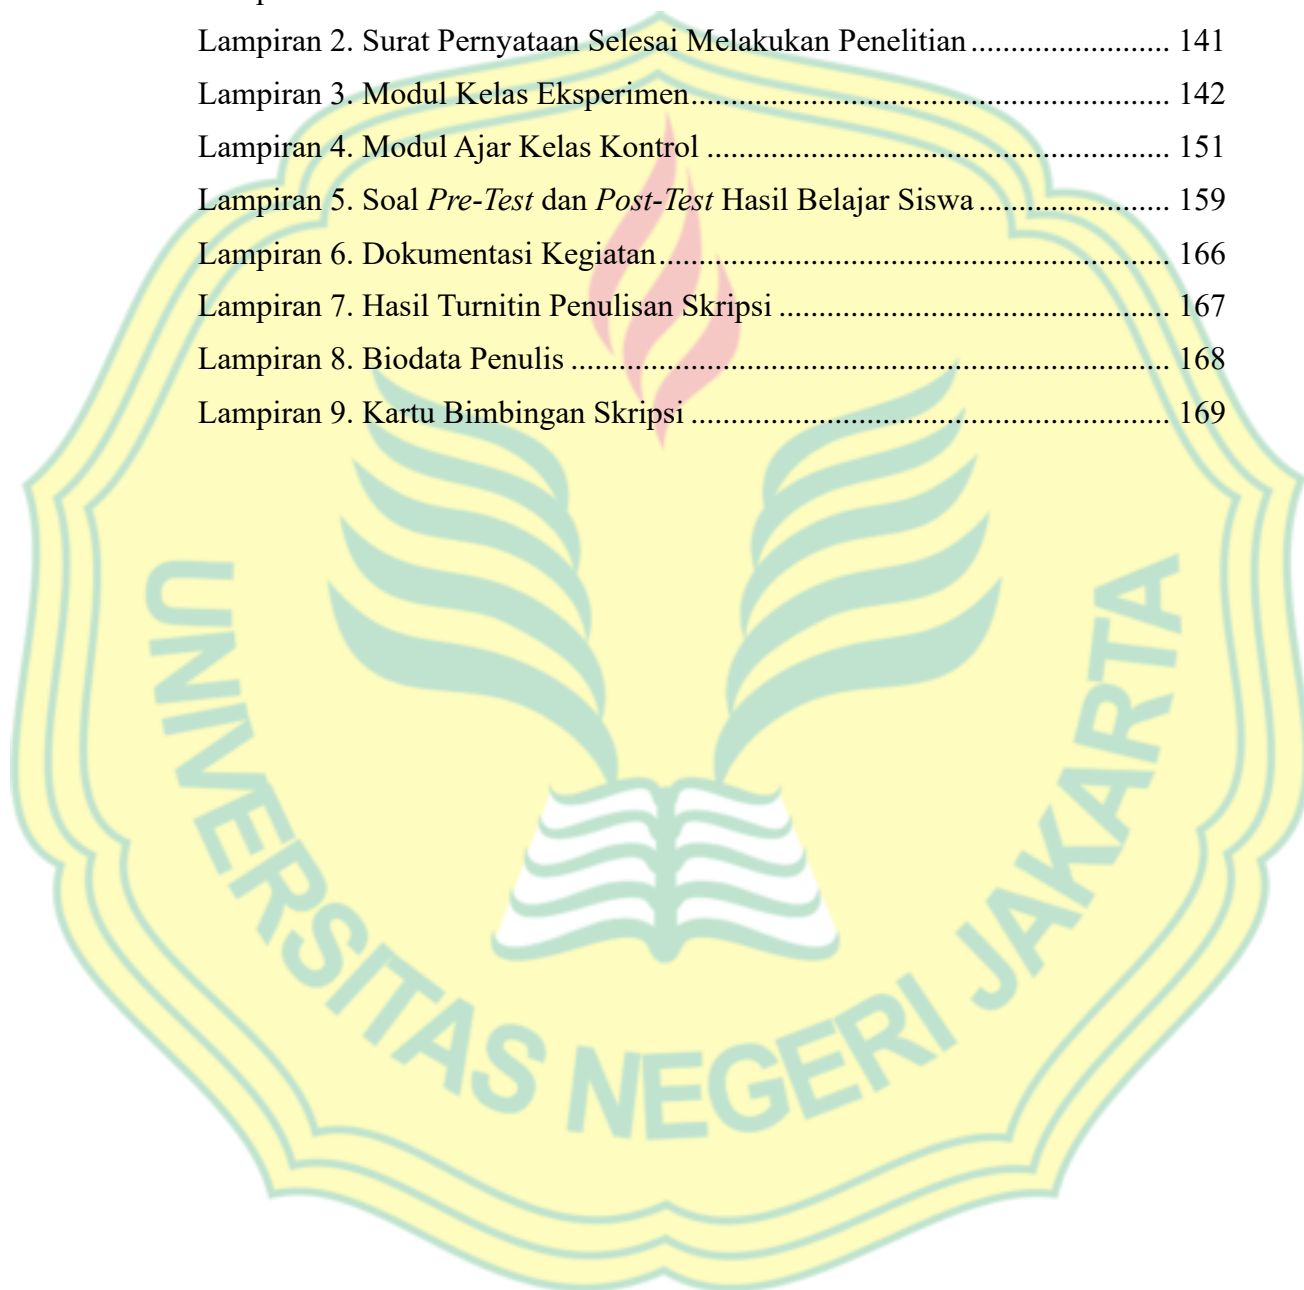 Lampiran 2. Surat Pernyataan Selesai Melakukan Penelitian ........................ 141
Lampiran 3. Modul Kelas Eksperimen............................................................ 142
Lampiran 4. Modul Ajar Kelas Kontrol .......................................................... 151
Lampiran 5. Soal Pre-Test dan Post-Test Hasil Belajar Siswa ........................ 159
Lampiran 6. Dokumentasi Kegiatan................................................................ 166
Lampiran 7. Hasil Turnitin Penulisan Skripsi ................................................. 167
Lampiran 8. Biodata Penulis ........................................................................... 168
Lampiran 9. Kartu Bimbingan Skripsi ............................................................ 169
UNIVERSITAS NEGERI JAKARTA